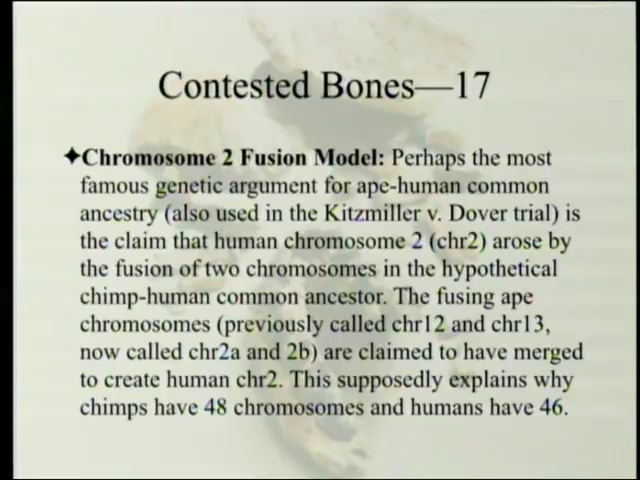 Contested Bones—17
✦Chromosome 2 Fusion Model: Perhaps the most
famous genetic argument for ape-human common
ancestry (also used in the Kitzmiller v. Dover trial) is
the claim that human chromosome 2 (chr2) arose by
the fusion of two chromosomes in the hypothetical
chimp-human common ancestor. The fusing ape
chromosomes (previously called chr12 and chr13,
now called chr2a and 2b) are claimed to have merged
to create human chr2. This supposedly explains why
chimps have 48 chromosomes and humans have 46.